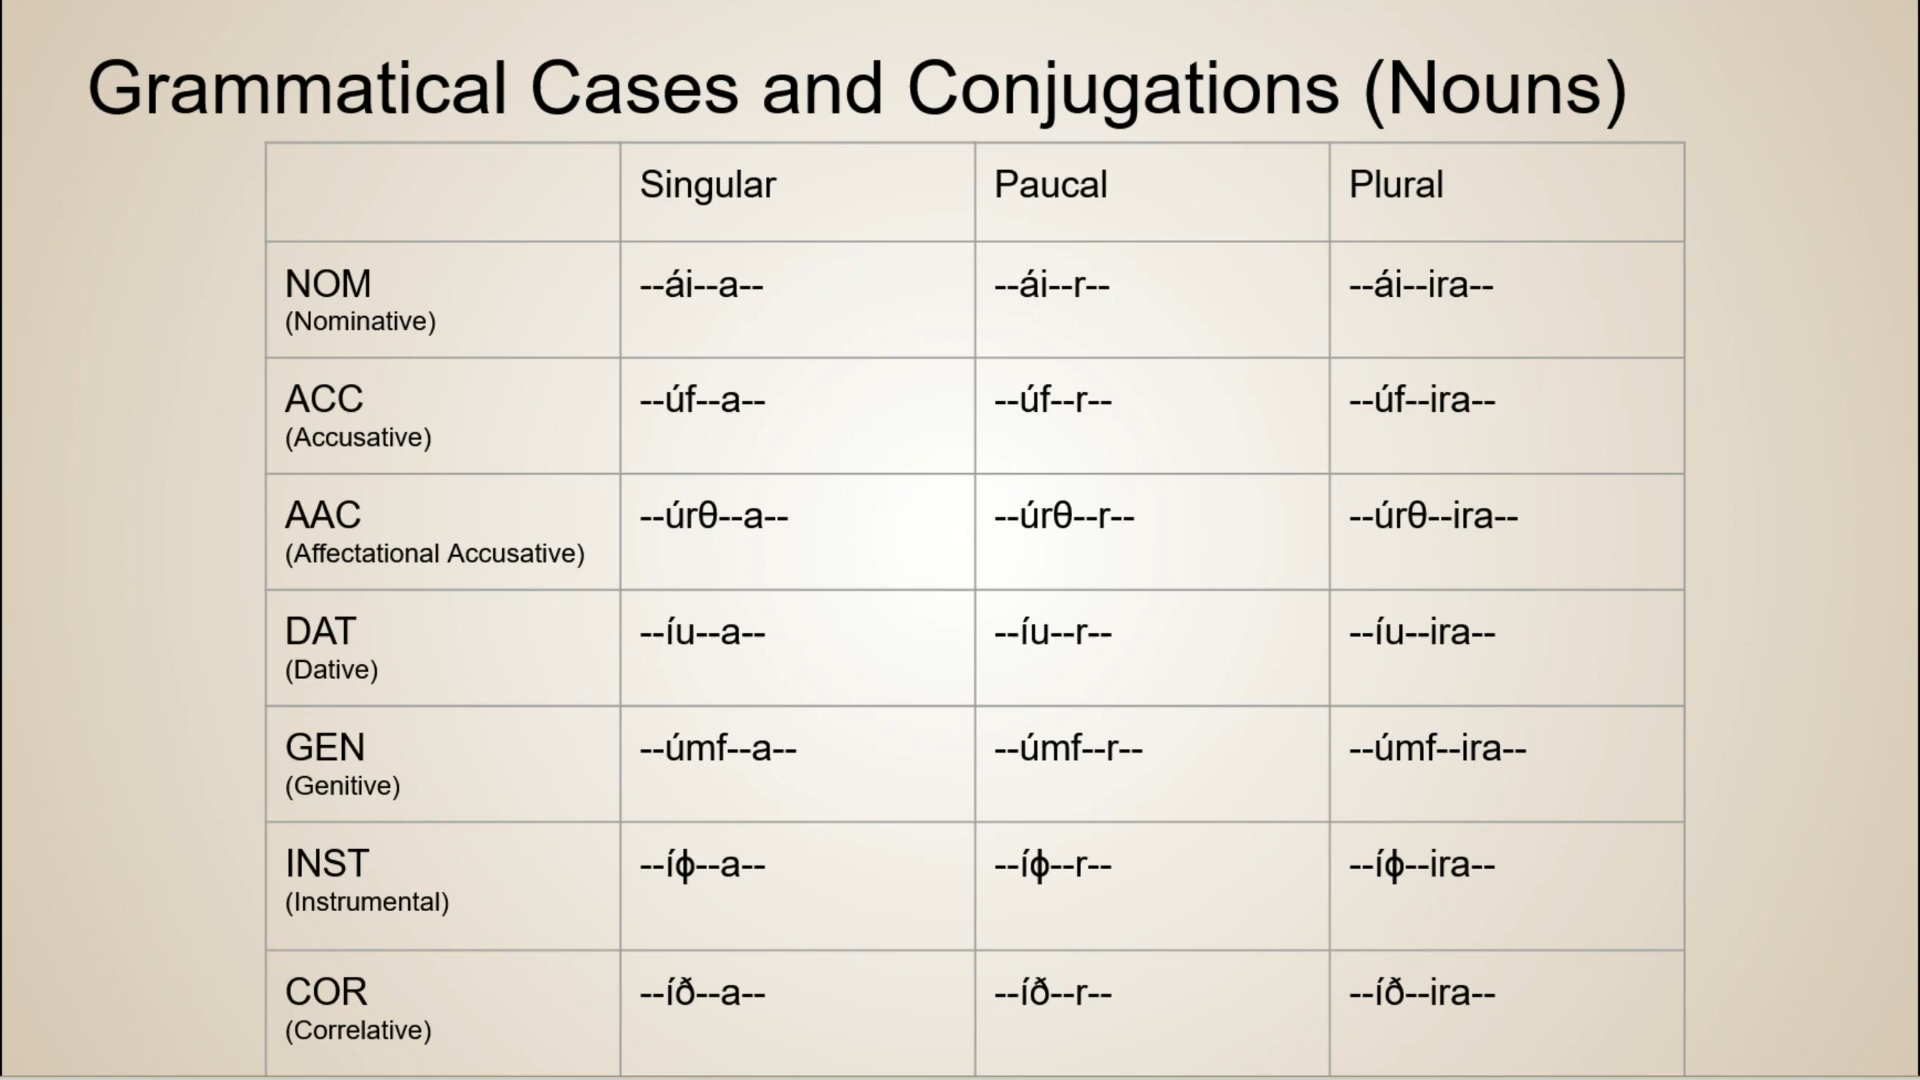 Grammatical Cases and Conjugations (Nouns)
Singular Paucal Plural
NOM --ái--a-- --ái--r-- --ái--ira--
(Nominative)
ACC --úf--a-- --úf--r-- --úf--ira--
(Accusative)
AAC --úrθ--a-- --úrθ--r-- --úrθ--ira--
(Affectational Accusative)
DAT --íu--a-- --íu--r-- --íu--ira--
(Dative)
GEN --úmf--a-- --úmf--r-- --úmf--ira--
(Genitive)
INST --íɸ--a-- --íɸ--r-- --íɸ--ira--
(Instrumental)
COR --íð--a-- --íð--r-- --íð--ira--
(Correlative)